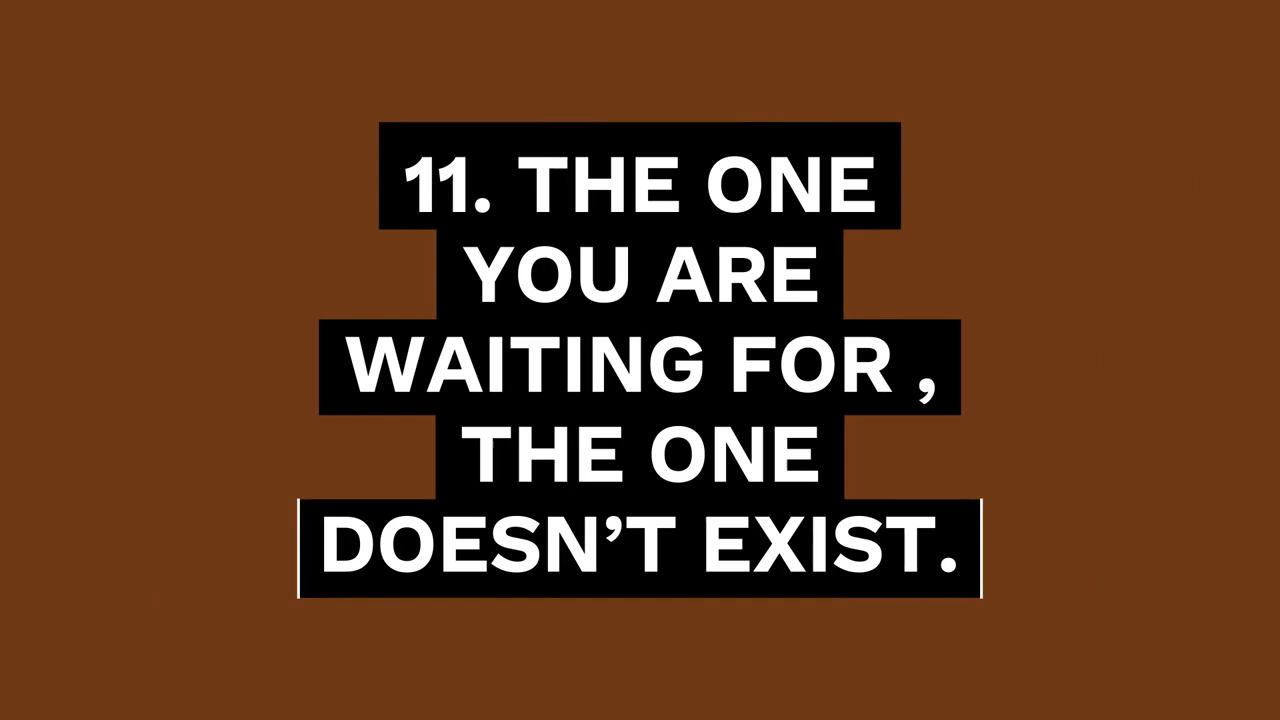 11. THE ONE
YOU ARE
WAITING FOR ,
THE ONE
DOESN’T EXIST.